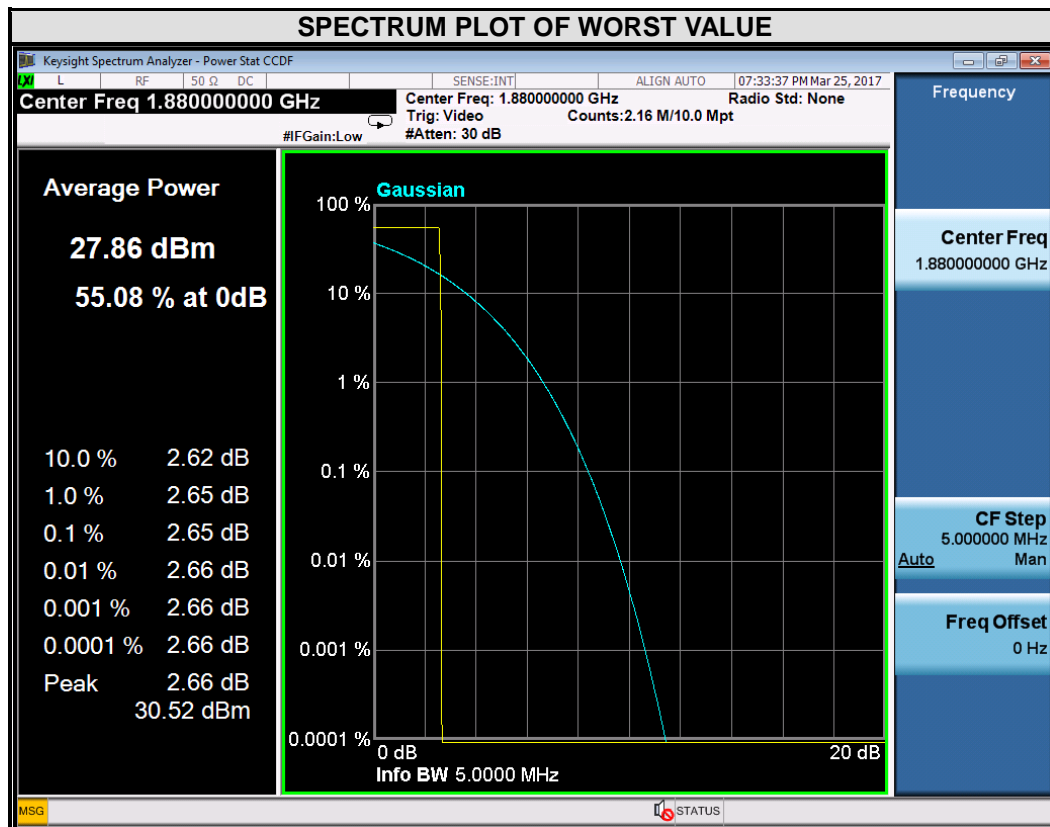 SPECTRUM PLOT OF WORST VALUE
Keysight Spectrum Analyzer - Power Stat CCDF
LXI L RF 50 Ω DC SENSE:INT ALIGN AUTO 07:33:37 PM Mar 25, 2017
Center Freq 1.880000000 GHz
Center Freq: 1.880000000 GHz Radio Std: None
Trig: Video Counts:2.16 M/10.0 Mpt
#IFGain:Low #Atten: 30 dB
Average Power
27.86 dBm
55.08 % at 0dB
10.0 % 2.62 dB
1.0 % 2.65 dB
0.1 % 2.65 dB
0.01 % 2.66 dB
0.001 % 2.66 dB
0.0001 % 2.66 dB
Peak 2.66 dB
30.52 dBm
Gaussian
100 %
10 %
1 %
0.1 %
0.01 %
0.001 %
0.0001 %
0 dB 20 dB
Info BW 5.0000 MHz
Frequency
Center Freq
1.880000000 GHz
CF Step
5.000000 MHz
Auto Man
Freq Offset
0 Hz
MSG STATUS